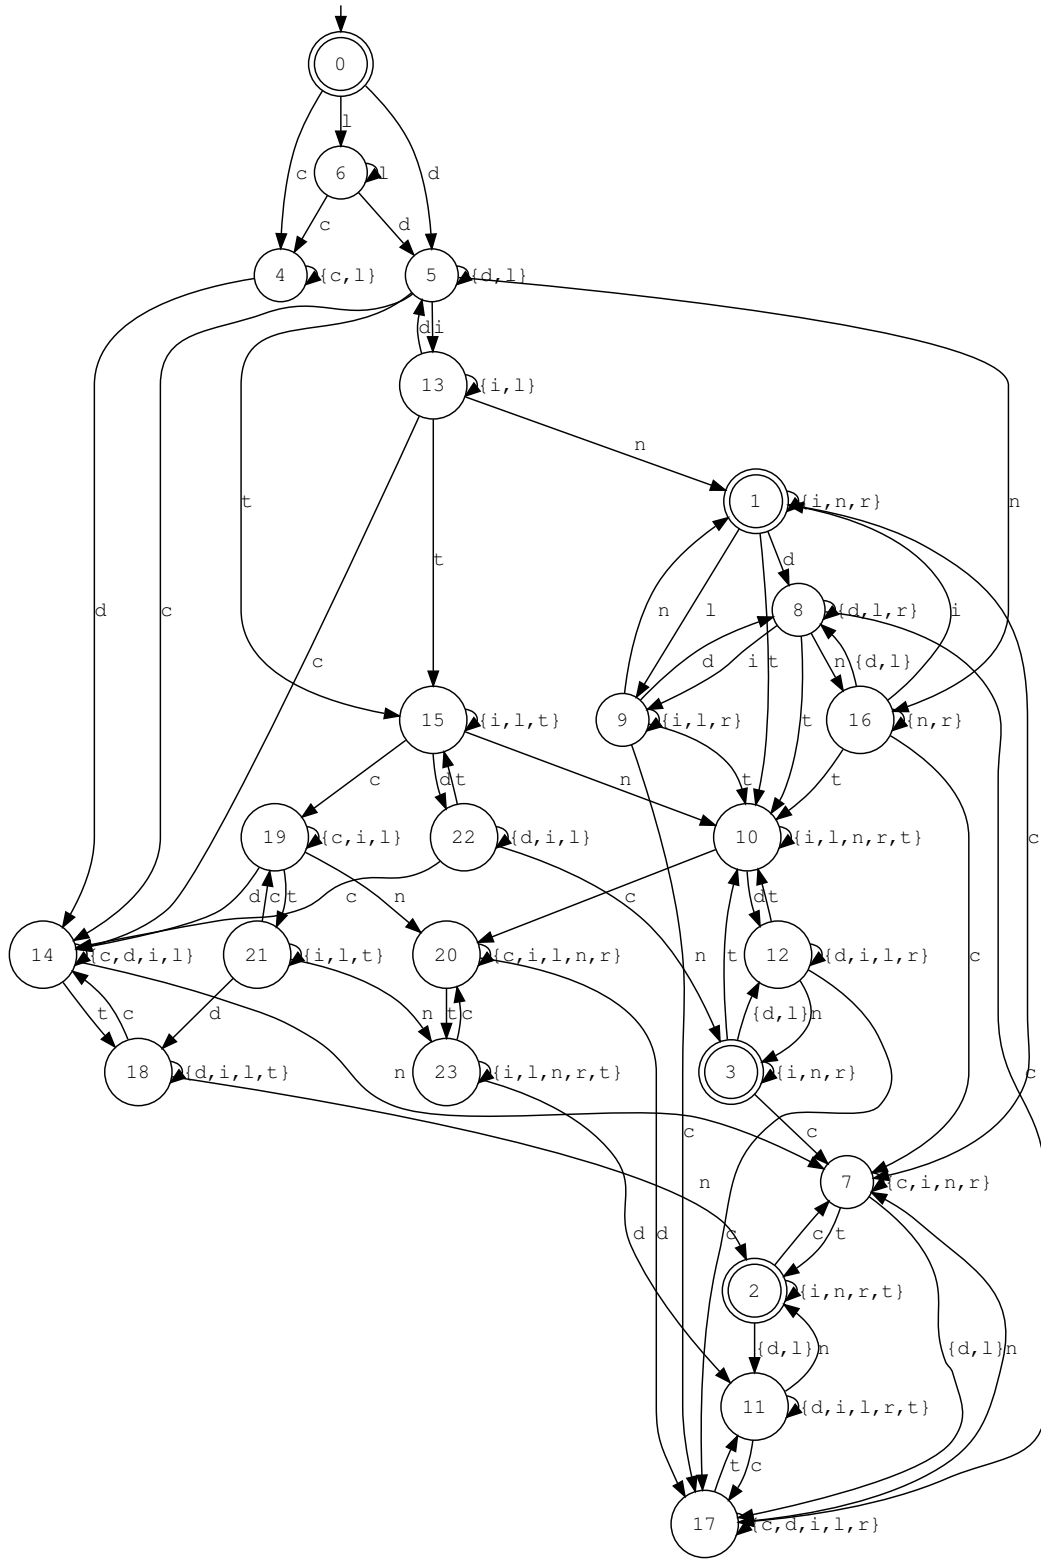 0
l
c
d
6
l
c
d
4
{c,l}
5
{d,l}
d
i
13
{i,l}
n
1
{i,n,r}
t
n
t
d
d
c
8
{d,l,r}
n
l
i
c
d
i
t
n
{d,l}
15
{i,l,t}
9
{i,l,r}
t
16
{n,r}
c
d
t
n
t
t
19
{c,i,l}
22
{d,i,l}
10
{i,l,n,r,t}
c
d
c
t
n
c
c
d
t
14
{c,d,i,l}
21
{i,l,t}
20
{c,i,l,n,r}
n
t
12
{d,i,l,r}
c
t
c
d
n
t
c
{d,l}
n
18
{d,i,l,t}
n
23
{i,l,n,r,t}
3
{i,n,r}
c
c
c
n
7
{c,i,n,r}
d
d
c
c
t
2
{i,n,r,t}
{d,l}
n
{d,l}
n
11
{d,i,l,r,t}
t
c
17
{c,d,i,l,r}